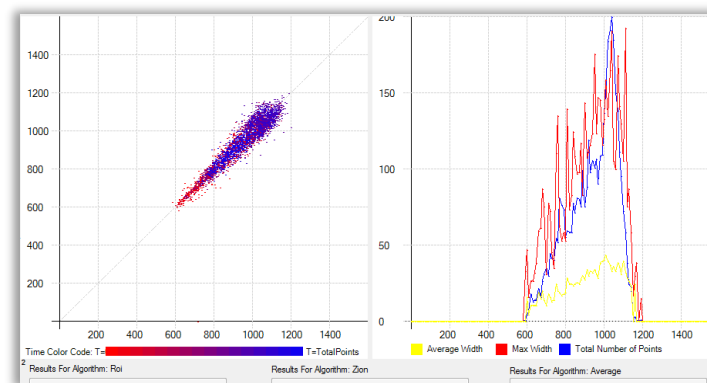 1400
1200
1000
800
600
400
200
200 400 600 800 1000 1200 1400
Time Color Code: T= T=TotalPoints
200
150
100
50
0
200 400 600 800 1000 1200 1400
Average Width Max Width Total Number of Points
2
Results For Algorithm: Roi Results For Algorithm: Zion Results For Algorithm: Average